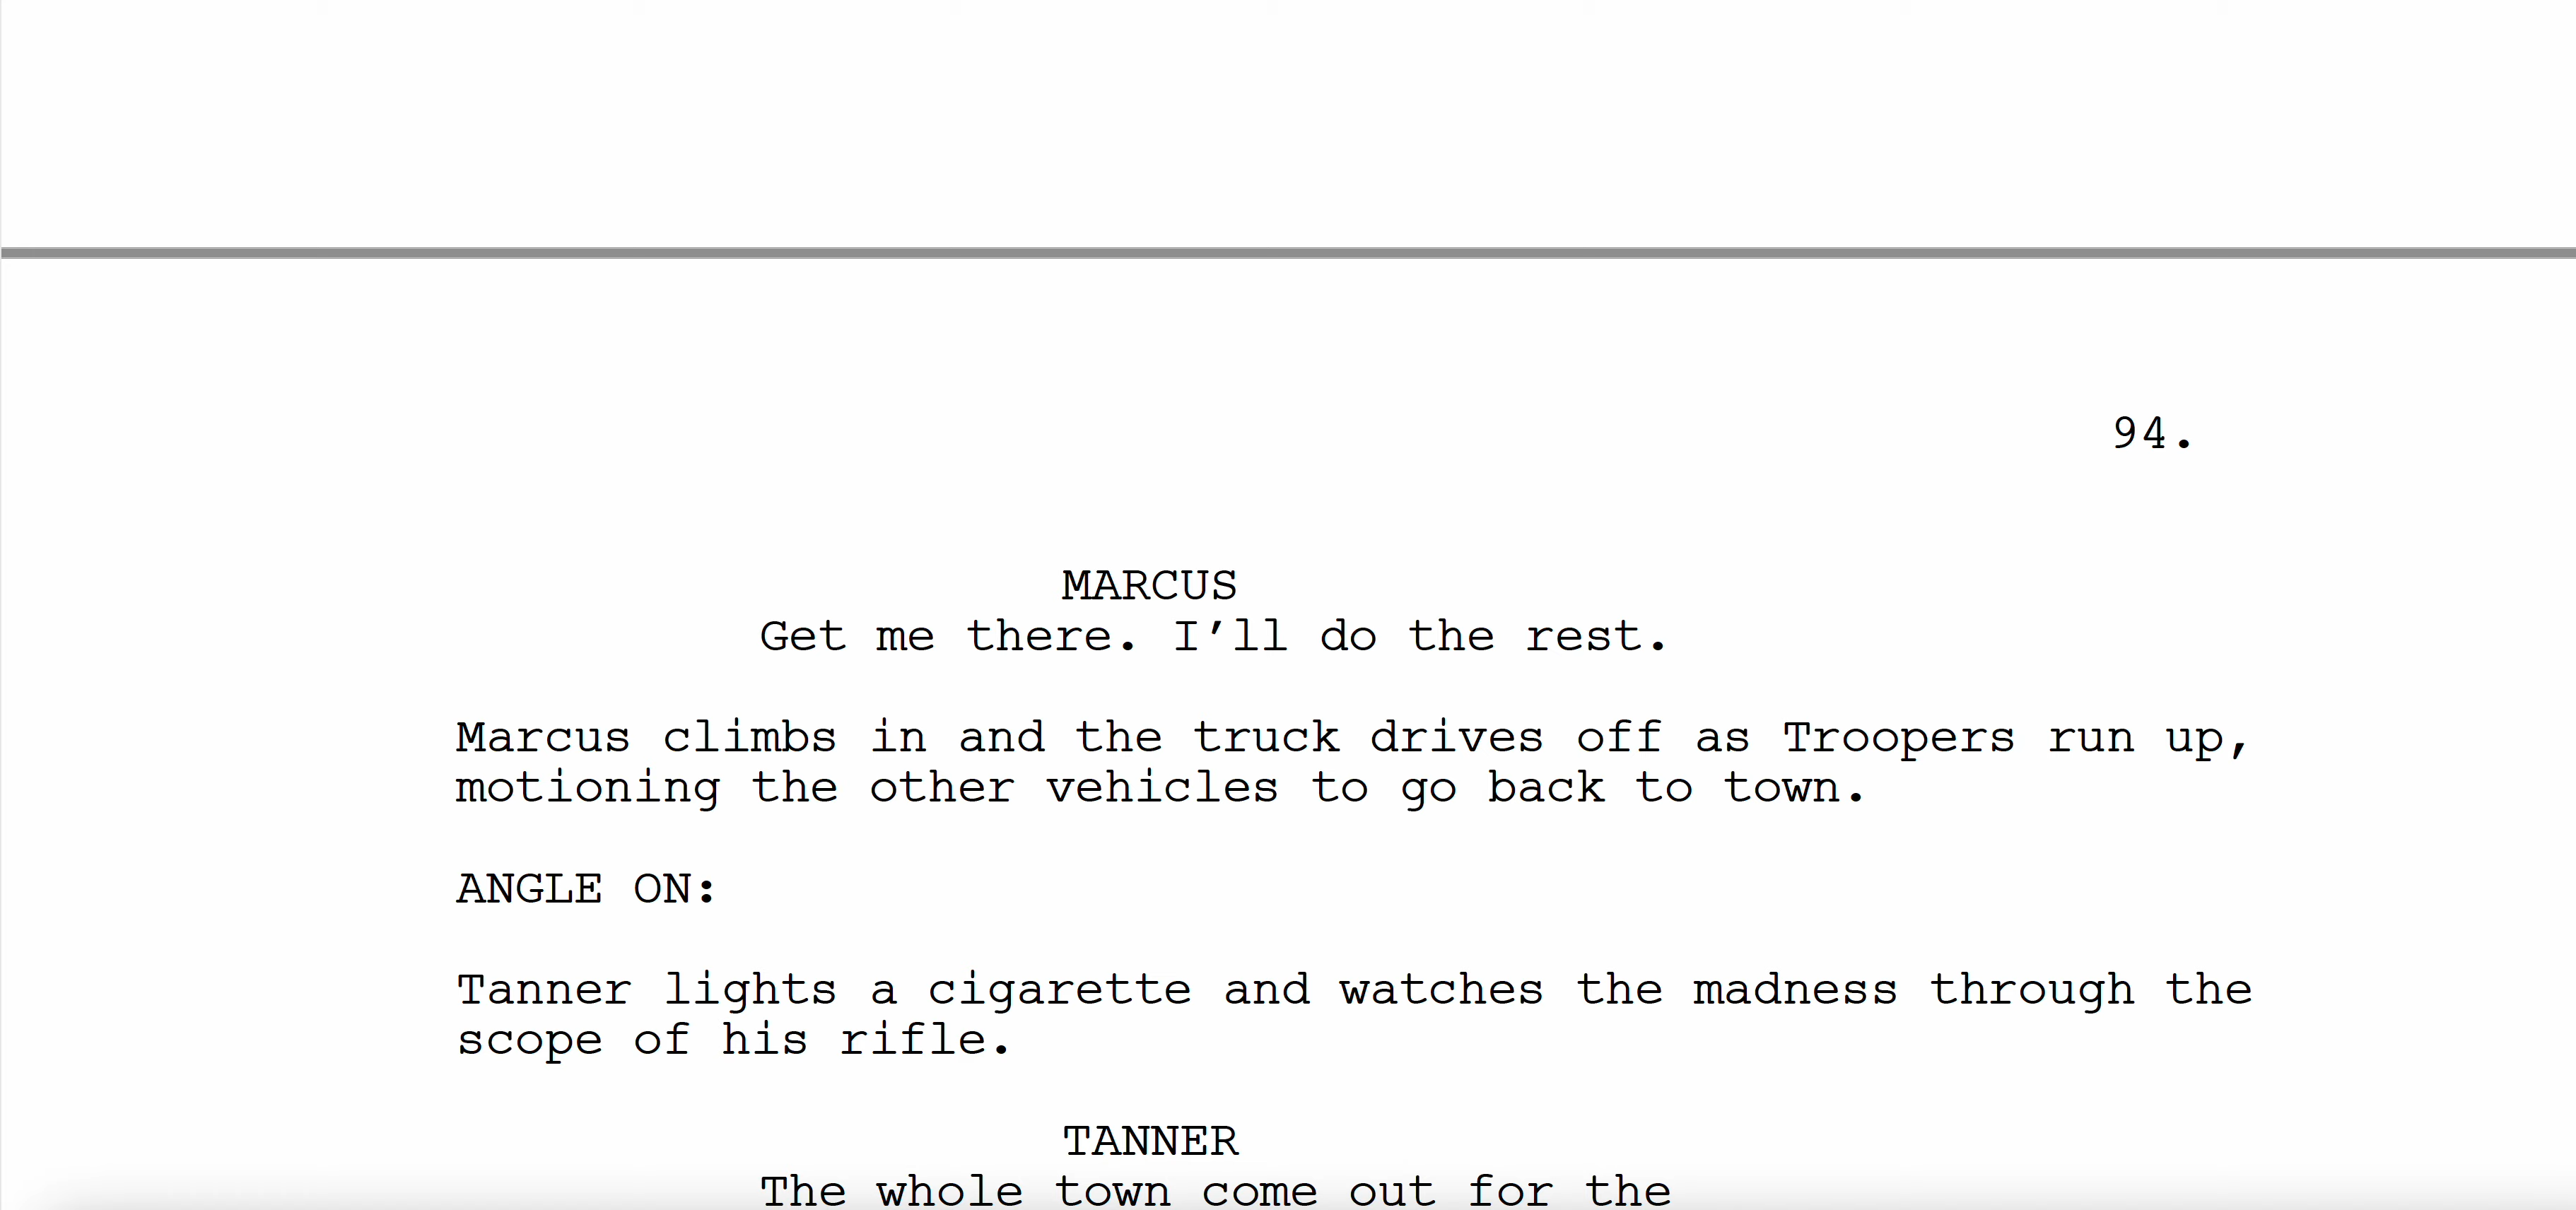 94.
MARCUS
Get me there. I’ll do the rest.
Marcus climbs in and the truck drives off as Troopers run up,
motioning the other vehicles to go back to town.
ANGLE ON:
Tanner lights a cigarette and watches the madness through the
scope of his rifle.
TANNER
The whole town come out for the